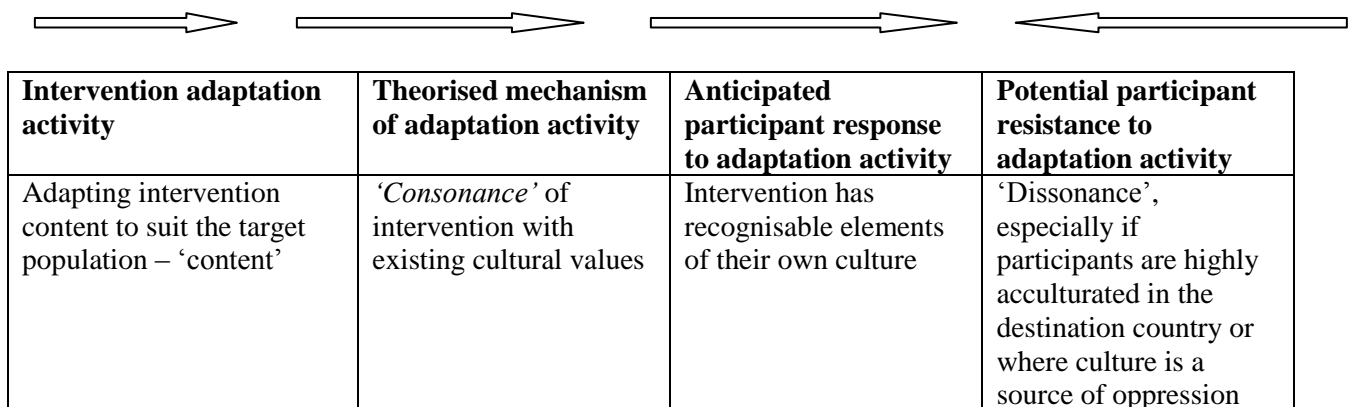 Intervention adaptation
activity
Theorised mechanism
of adaptation activity
Anticipated
participant response
to adaptation activity
Potential participant
resistance to
adaptation activity
Adapting intervention
content to suit the target
population – ‘content’
‘Consonance’ of
intervention with
existing cultural values
Intervention has
recognisable elements
of their own culture
‘Dissonance’,
especially if
participants are highly
acculturated in the
destination country or
where culture is a
source of oppression